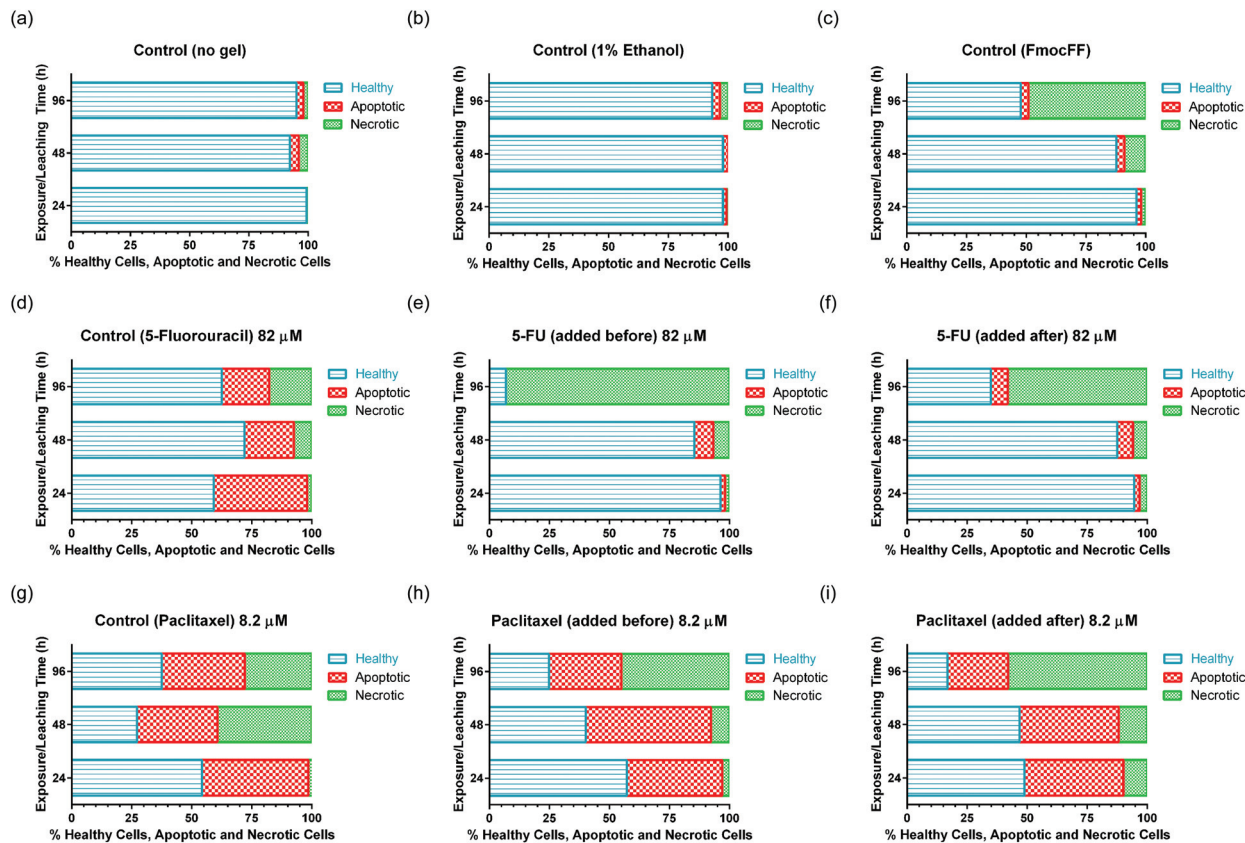 (a)
Control (no gel)
Exposure/Leaching Time (h)
96
48
24
0 25 50 75 100
% Healthy Cells, Apoptotic and Necrotic Cells
Healthy
Apoptotic
Necrotic
(b)
Control (1% Ethanol)
Exposure/Leaching Time (h)
96
48
24
0 25 50 75 100
% Healthy Cells, Apoptotic and Necrotic Cells
Healthy
Apoptotic
Necrotic
(c)
Control (FmocFF)
Exposure/Leaching Time (h)
96
48
24
0 25 50 75 100
% Healthy Cells, Apoptotic and Necrotic Cells
Healthy
Apoptotic
Necrotic
(d)
Control (5-Fluorouracil) 82 μM
Exposure/Leaching Time (h)
96
48
24
0 25 50 75 100
% Healthy Cells, Apoptotic and Necrotic Cells
Healthy
Apoptotic
Necrotic
(e)
5-FU (added before) 82 μM
Exposure/Leaching Time (h)
96
48
24
0 25 50 75 100
% Healthy Cells, Apoptotic and Necrotic Cells
Healthy
Apoptotic
Necrotic
(f)
5-FU (added after) 82 μM
Exposure/Leaching Time (h)
96
48
24
0 25 50 75 100
% Healthy Cells, Apoptotic and Necrotic Cells
Healthy
Apoptotic
Necrotic
(g)
Control (Paclitaxel) 8.2 μM
Exposure/Leaching Time (h)
96
48
24
0 25 50 75 100
% Healthy Cells, Apoptotic and Necrotic Cells
Healthy
Apoptotic
Necrotic
(h)
Paclitaxel (added before) 8.2 μM
Exposure/Leaching Time (h)
96
48
24
0 25 50 75 100
% Healthy Cells, Apoptotic and Necrotic Cells
Healthy
Apoptotic
Necrotic
(i)
Paclitaxel (added after) 8.2 μM
Exposure/Leaching Time (h)
96
48
24
0 25 50 75 100
% Healthy Cells, Apoptotic and Necrotic Cells
Healthy
Apoptotic
Necrotic